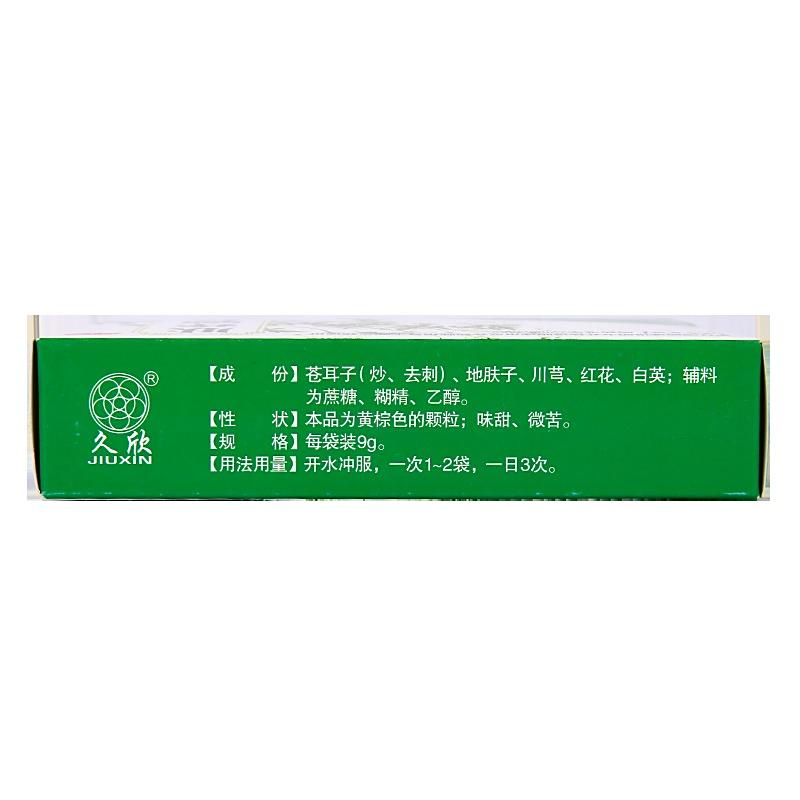 久欣®
JIUXIN
【成　　份】苍耳子(炒、去刺)、地肤子、川芎、红花、白英；辅料
为蔗糖、糊精、乙醇。
【性　　状】本品为黄棕色的颗粒；味甜、微苦。
【规　　格】每袋装9g。
【用法用量】开水冲服，一次1~2袋，一日3次。